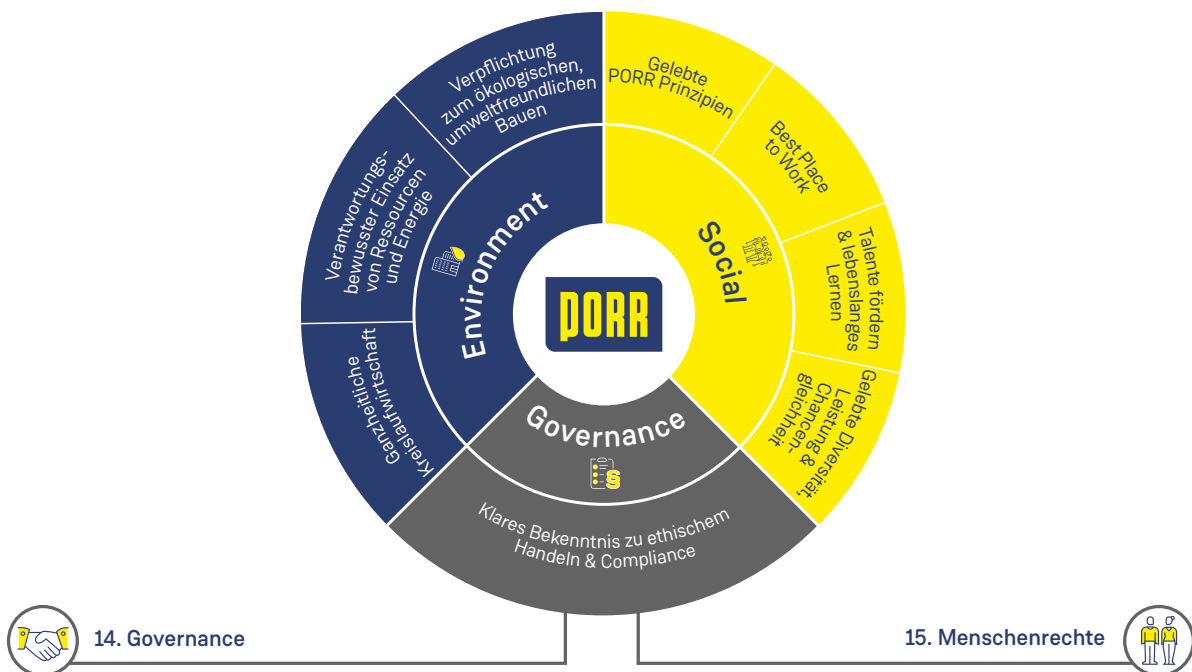 Verpflichtung
zum ökologischen,
umweltfreundlichen
Bauen
Verantwortungs-
bewusster Einsatz
von Ressourcen
und Energie
Ganzheitliche
Kreislaufwirtschaft
Environment
Gelebte
PORR Prinzipien
Best Place
to Work
Talente fördern
& lebenslanges
Lernen
Gelebte Diversität,
Leistung &
Chancen-
gleichheit
Social
PORR
Governance
§
Klares Bekenntnis zu ethischem
Handeln & Compliance
14. Governance
15. Menschenrechte